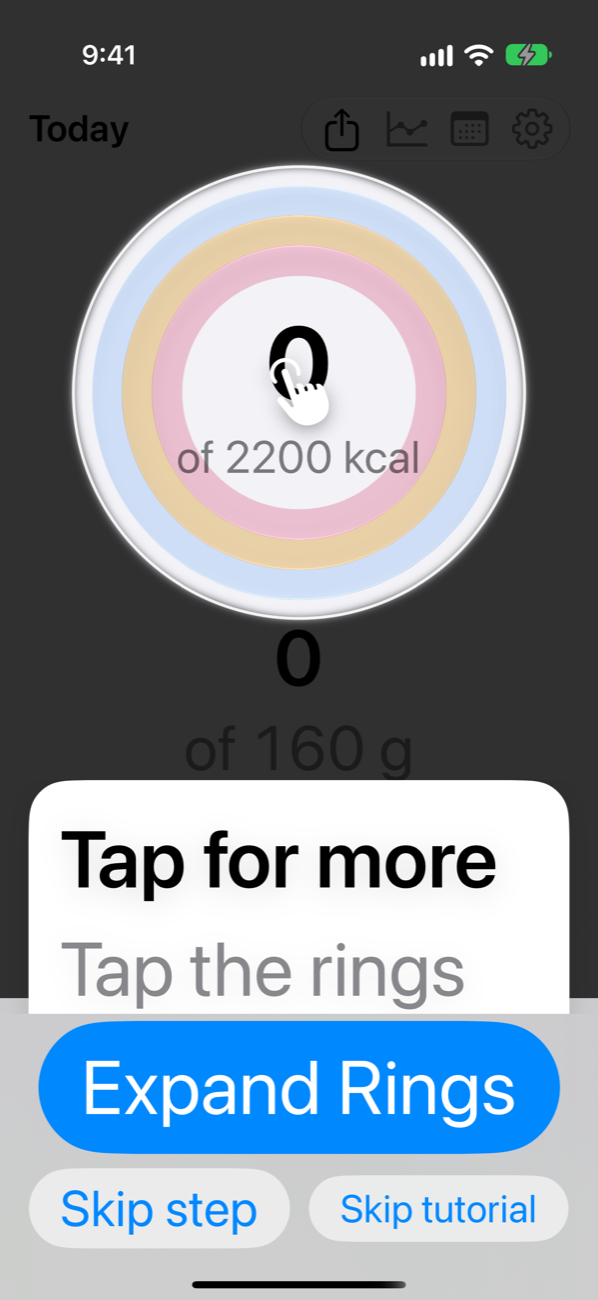 9:41
Today
0
of 2200 kcal
0
of 160 g
Tap for more
Tap the rings
Expand Rings
Skip step
Skip tutorial